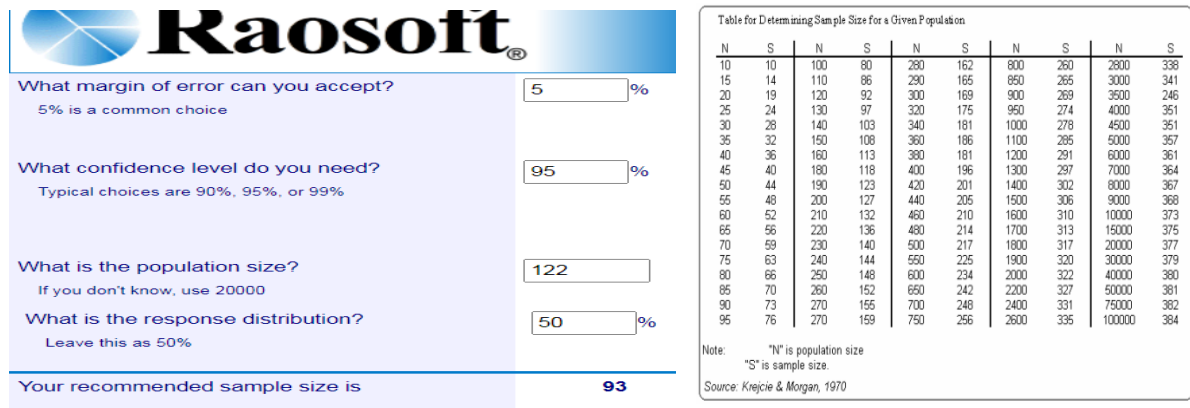 Raosoft®
What margin of error can you accept?
5 %
5% is a common choice
What confidence level do you need?
95 %
Typical choices are 90%, 95%, or 99%
What is the population size?
122
If you don't know, use 20000
What is the response distribution?
50 %
Leave this as 50%
Your recommended sample size is 93
Table for Determining Sample Size for a Given Population
N S N S N S N S N S
10 10 100 80 280 162 800 260 2800 338
15 14 110 86 290 165 850 265 3000 341
20 19 120 92 300 169 900 269 3500 246
25 24 130 97 320 175 950 274 4000 351
30 28 140 103 340 181 1000 278 4500 351
35 32 150 108 360 186 1100 285 5000 357
40 36 160 113 380 181 1200 291 6000 361
45 40 180 118 400 196 1300 297 7000 364
50 44 190 123 420 201 1400 302 8000 367
55 48 200 127 440 205 1500 306 9000 368
60 52 210 132 460 210 1600 310 10000 373
65 56 220 136 480 214 1700 313 15000 375
70 59 230 140 500 217 1800 317 20000 377
75 63 240 144 550 225 1900 320 30000 379
80 66 250 148 600 234 2000 322 40000 380
85 70 260 152 650 242 2200 327 50000 381
90 73 270 155 700 248 2400 331 75000 382
95 76 270 159 750 256 2600 335 100000 384
Note: "N" is population size
"S" is sample size.
Source: Krejcie & Morgan, 1970